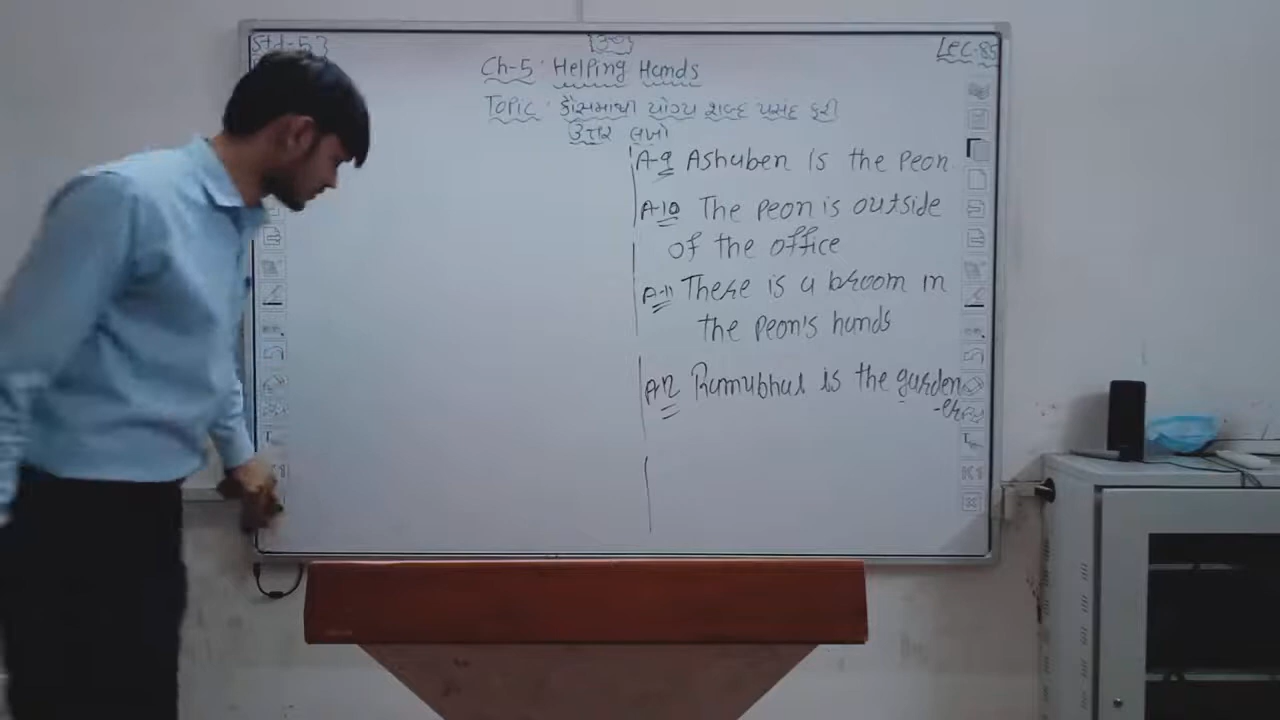 Std-5
Lec-85
Ch-5: Helping Hands
Topic: કૌંસમાથી યોગ્ય શબ્દ પસંદ કરી
ઉત્તર લખો
A-9 Ashaben is the peon.
A-10 The peon is outside
of the office
A-11 There is a broom in
the peon's hands
A-12 Ramubhai is the garden
-er